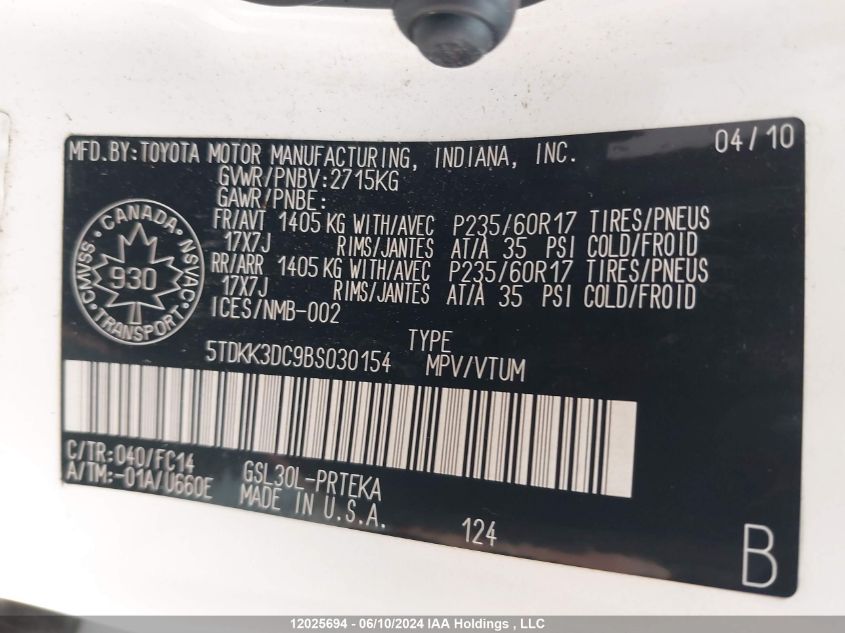 MFD.BY:TOYOTA MOTOR MANUFACTURING, INDIANA, INC. 04/10
GVWR/PNBV:2715KG
GAWR/PNBE:
FR/AVT 1405 KG WITH/AVEC P235/60R17 TIRES/PNEUS
17X7J RIMS/JANTES AT/À 35 PSI COLD/FROID
RR/ARR 1405 KG WITH/AVEC P235/60R17 TIRES/PNEUS
17X7J RIMS/JANTES AT/À 35 PSI COLD/FROID
ICES/NMB-002
CANADA
CMVSS NSVAC
930
TRANSPORT
TYPE
5TDKK3DC9BS030154 MPV/VTUM
C/TR:040/FC14
A/TM:-01A/U660E
GSL30L-PRTEKA
MADE IN U.S.A.
124
B
12025694 - 06/10/2024 IAA Holdings , LLC